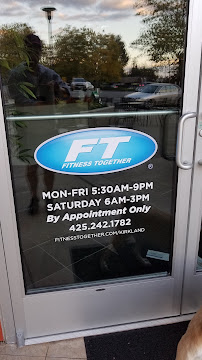 FT
FITNESS TOGETHER
®
MON-FRI 5:30AM-9PM
SATURDAY 6AM-3PM
By Appointment Only
425.242.1782
FITNESSTOGETHER.COM/KIRKLAND